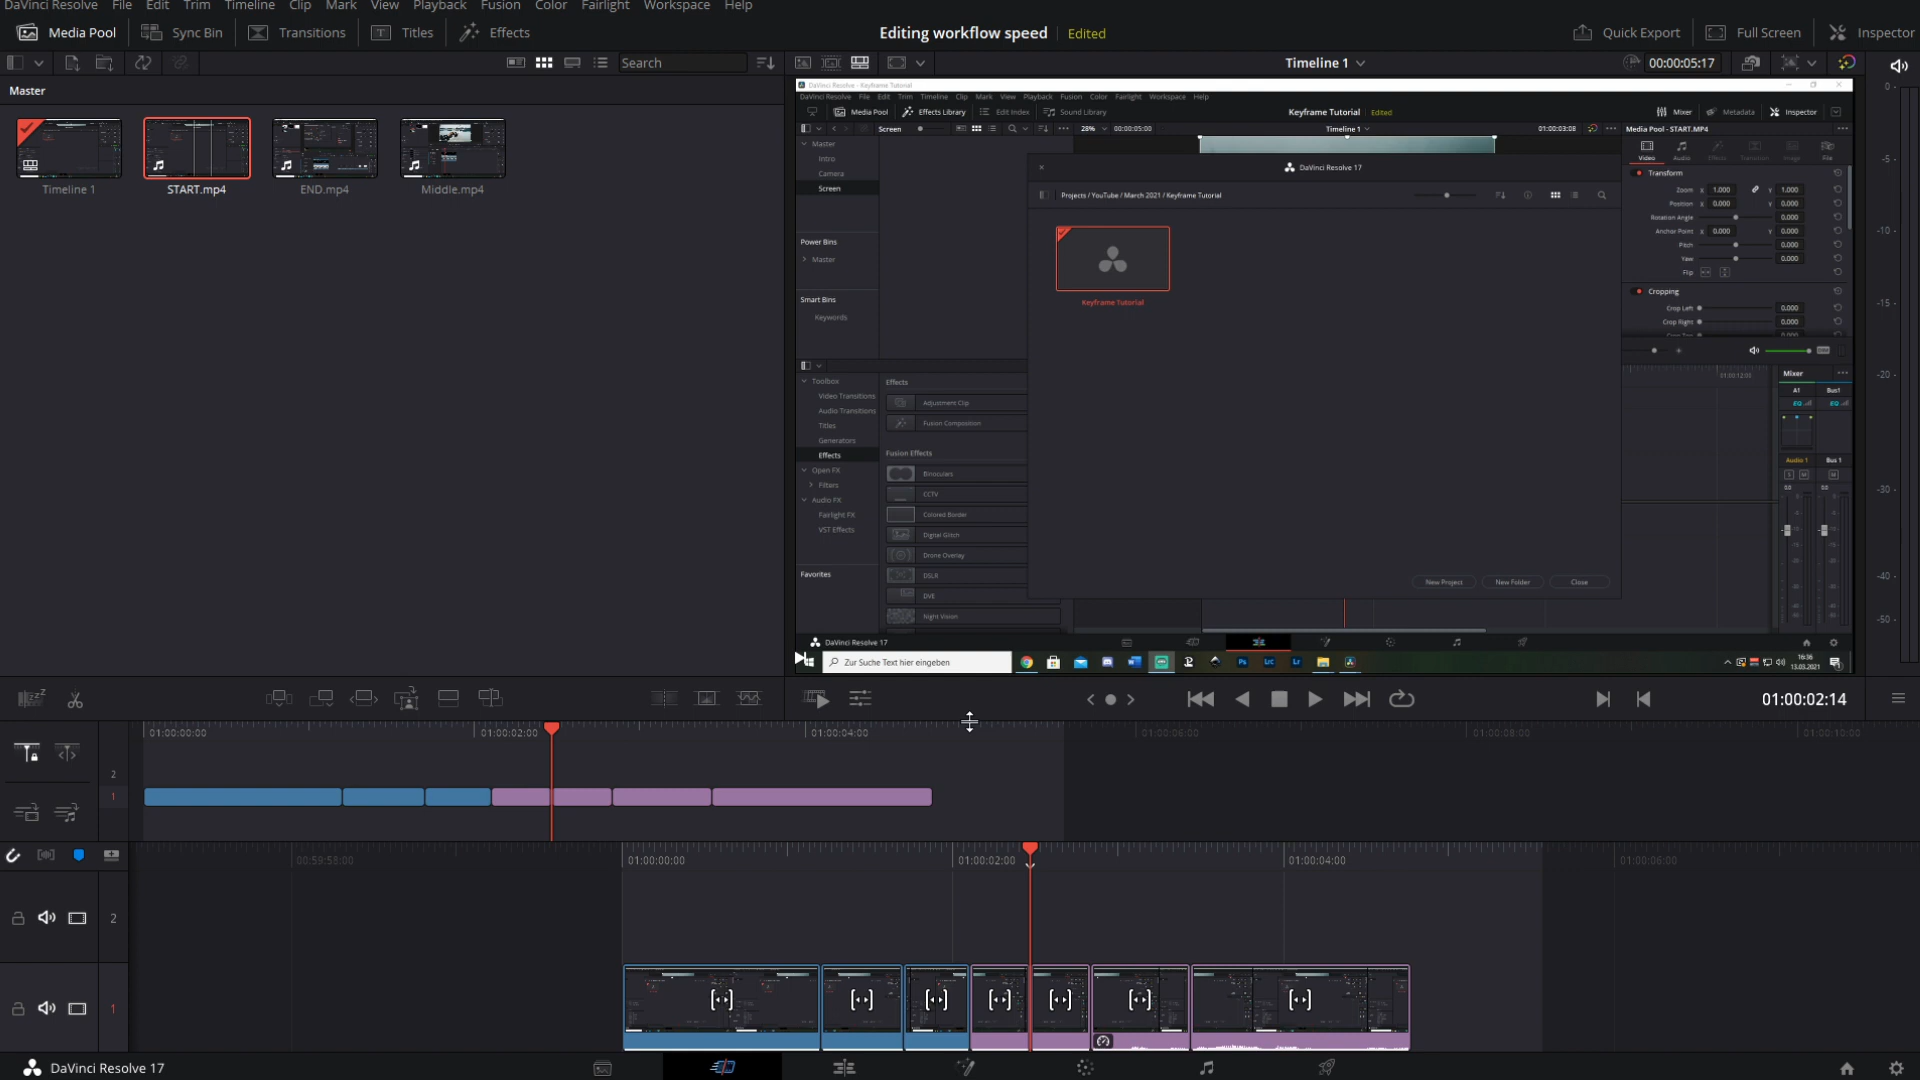 DaVinci Resolve File Edit Trim Timeline Clip Mark View Playback Fusion Color Fairlight Workspace Help
Media Pool Sync Bin Transitions Titles Effects Editing workflow speed Edited Quick Export Full Screen Inspector
Search Timeline 1 00:00:05:17
Master
Timeline 1 START.mp4 END.mp4 Middle.mp4
DaVinci Resolve - Keyframe Tutorial
DaVinci Resolve File Edit Trim Timeline Clip Mark View Playback Fusion Color Fairlight Workspace Help
Media Pool Effects Library Edit Index Sound Library Keyframe Tutorial Edited Mixer Metadata Inspector
Screen 28% 00:00:05:00 Timeline 1 01:00:03:08 Media Pool - START.MP4
Master
Intro
Camera
Screen
Power Bins
Master
Smart Bins
Keywords
DaVinci Resolve 17
Projects / YouTube / March 2021 / Keyframe Tutorial
Keyframe Tutorial
New Project New Folder Close
Video Audio Effects Transition Image File
Transform
Zoom X 1.000 Y 1.000
Position X 0.000 Y 0.000
Rotation Angle 0.000
Anchor Point X 0.000 Y 0.000
Pitch 0.000
Yaw 0.000
Flip
Cropping
Crop Left 0.000
Crop Right 0.000
Toolbox
Video Transitions
Audio Transitions
Titles
Generators
Effects
Open FX
Filters
Audio FX
Fairlight FX
VST Effects
Favorites
Effects
Adjustment Clip
Fusion Composition
Fusion Effects
Binoculars
CCTV
Colored Border
Digital Glitch
Drone Overlay
DSLR
DVE
Night Vision
01:00:12:00
Mixer
A1 Bus1
EQ EQ
Audio 1 Bus 1
S M M
0.0 0.0
DaVinci Resolve 17
Zur Suche Text hier eingeben
16:36
13.03.2021
0
-5
-10
-15
-20
-30
-40
-50
01:00:02:14
01:00:00:00 01:00:02:00 01:00:04:00 01:00:06:00 01:00:08:00 01:00:10:00
2
1
00:59:58:00 01:00:00:00 01:00:02:00 01:00:04:00 01:00:06:00
2
1
DaVinci Resolve 17